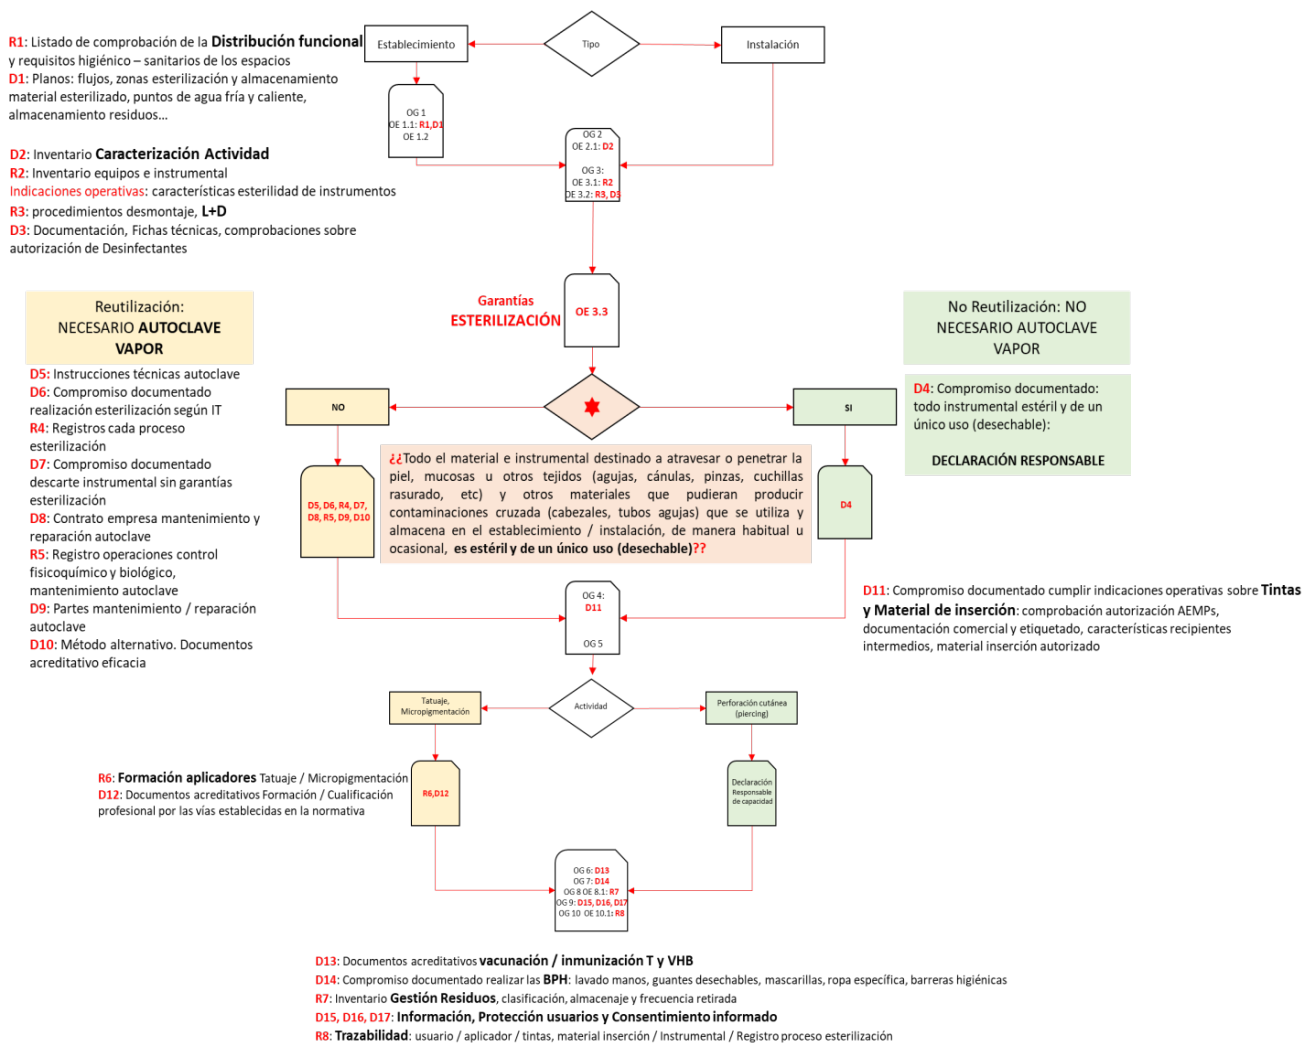 Establecimiento
Tipo
Instalación
R1: Listado de comprobación de la Distribución funcional
y requisitos higiénico – sanitarios de los espacios
D1: Planos: flujos, zonas esterilización y almacenamiento
material esterilizado, puntos de agua fría y caliente,
almacenamiento residuos...
OG 1
OE 1.1: R1,D1
OE 1.2
OG 2
OE 2.1: D2
OG 3:
OE 3.1: R2
OE 3.2: R3, D3
D2: Inventario Caracterización Actividad
R2: Inventario equipos e instrumental
Indicaciones operativas: características esterilidad de instrumentos
R3: procedimientos desmontaje, L+D
D3: Documentación, Fichas técnicas, comprobaciones sobre
autorización de Desinfectantes
Garantías
ESTERILIZACIÓN
OE 3.3
Reutilización:
NECESARIO AUTOCLAVE
VAPOR
No Reutilización: NO
NECESARIO AUTOCLAVE
VAPOR
D5: Instrucciones técnicas autoclave
D6: Compromiso documentado
realización esterilización según IT
R4: Registros cada proceso
esterilización
D7: Compromiso documentado
descarte instrumental sin garantías
esterilización
D8: Contrato empresa mantenimiento y
reparación autoclave
R5: Registro operaciones control
fisicoquímico y biológico,
mantenimiento autoclave
D9: Partes mantenimiento / reparación
autoclave
D10: Método alternativo. Documentos
acreditativo eficacia
NO
SI
D4: Compromiso documentado:
todo instrumental estéril y de un
único uso (desechable):
DECLARACIÓN RESPONSABLE
D5, D6, R4, D7,
D8, R5, D9, D10
¿¿Todo el material e instrumental destinado a atravesar o penetrar la
piel, mucosas u otros tejidos (agujas, cánulas, pinzas, cuchillas
rasurado, etc) y otros materiales que pudieran producir
contaminaciones cruzada (cabezales, tubos agujas) que se utiliza y
almacena en el establecimiento / instalación, de manera habitual u
ocasional, es estéril y de un único uso (desechable)??
D4
OG 4:
D11
OG 5
D11: Compromiso documentado cumplir indicaciones operativas sobre Tintas
y Material de inserción: comprobación autorización AEMPs,
documentación comercial y etiquetado, características recipientes
intermedios, material inserción autorizado
Tatuaje,
Micropigmentación
Actividad
Perforación cutánea
(piercing)
R6: Formación aplicadores Tatuaje / Micropigmentación
D12: Documentos acreditativos Formación / Cualificación
profesional por las vías establecidas en la normativa
R6,D12
Declaración
Responsable
de capacidad
OG 6: D13
OG 7: D14
OG 8 OE 8.1: R7
OG 9: D15, D16, D17
OG 10 OE 10.1: R8
D13: Documentos acreditativos vacunación / inmunización T y VHB
D14: Compromiso documentado realizar las BPH: lavado manos, guantes desechables, mascarillas, ropa específica, barreras higiénicas
R7: Inventario Gestión Residuos, clasificación, almacenaje y frecuencia retirada
D15, D16, D17: Información, Protección usuarios y Consentimiento informado
R8: Trazabilidad: usuario / aplicador / tintas, material inserción / Instrumental / Registro proceso esterilización